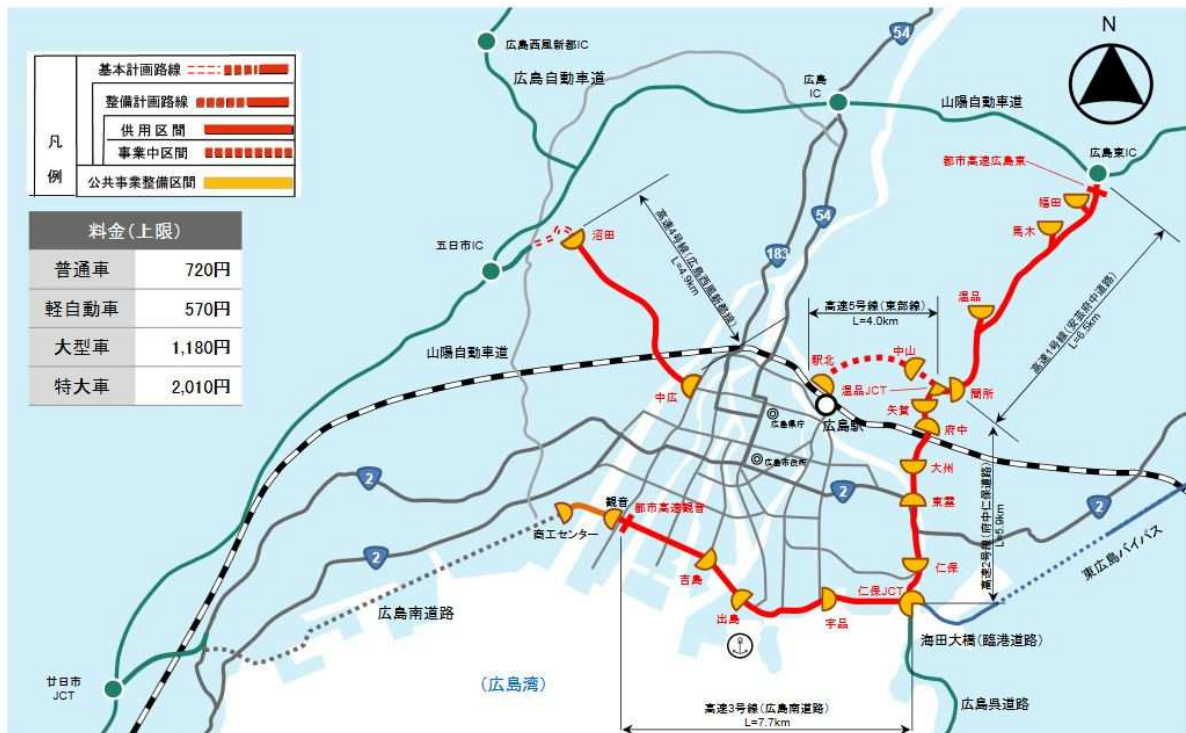 N
54
広島西風新都IC
広島自動車道
広島
IC
山陽自動車道
広島東IC
都市高速広島東
凡
例
基本計画路線
整備計画路線
供用区間
事業中区間
公共事業整備区間
料金(上限)
普通車 720円
軽自動車 570円
大型車 1,180円
特大車 2,010円
福田
馬木
温品
沼田
五日市IC
高速4号線(広島西風新都線)
L=4.9km
54
183
高速5号線(東部線)
L=4.0km
高速1号線(安芸府中道路)
L=6.5km
山陽自動車道
駅北
中山
温品JCT
間所
中広
矢賀
府中
広島県庁
広島駅
広島市役所
大州
東雲
高速2号線(府中仁保道路)
L=5.9km
2
2
2
2
観音
都市高速観音
商工センター
吉島
出島
宇品
仁保
仁保JCT
東広島バイパス
広島南道路
海田大橋(臨港道路)
廿日市
JCT
(広島湾)
高速3号線(広島南道路)
L=7.7km
広島呉道路